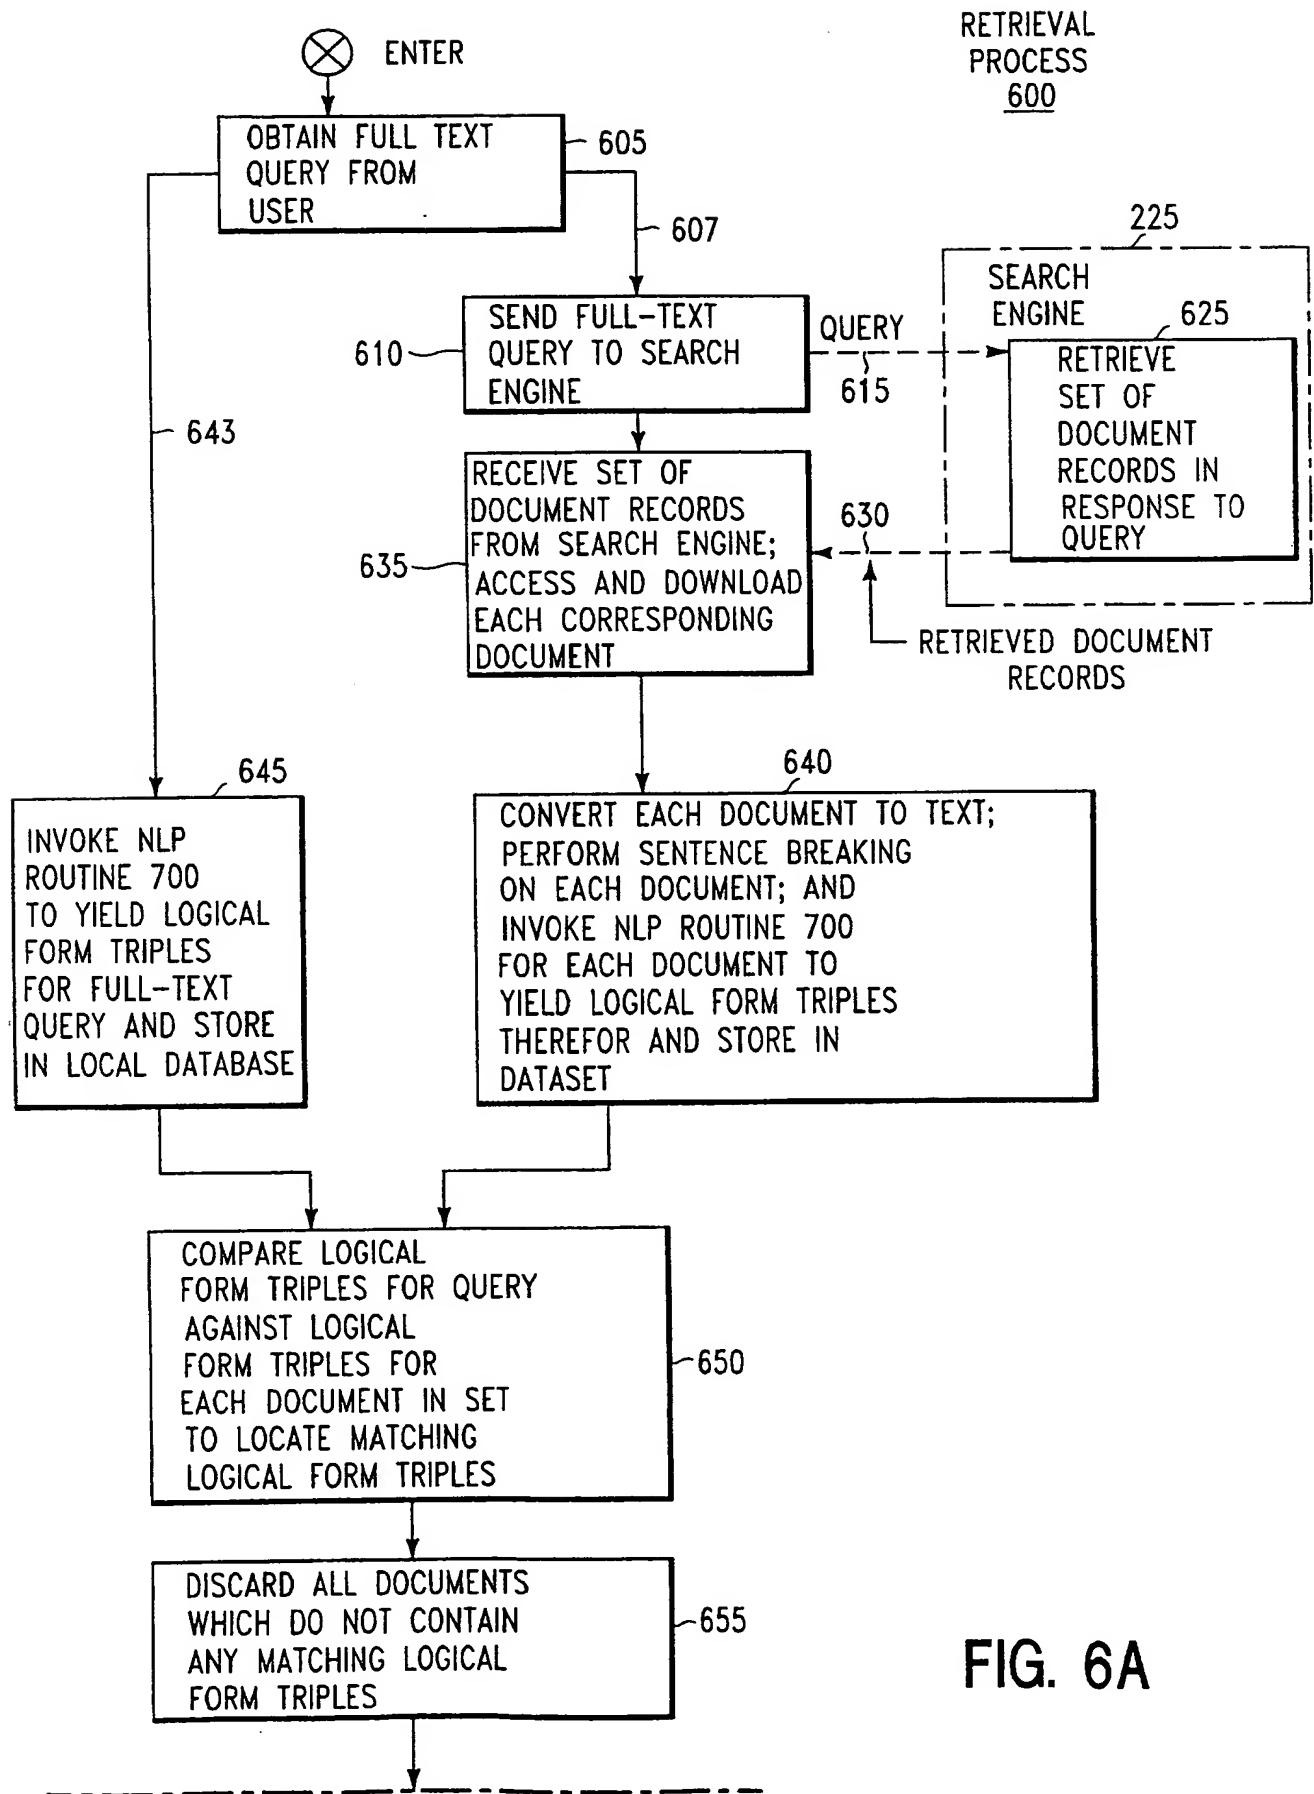 RETRIEVAL
PROCESS
600
ENTER
OBTAIN FULL TEXT
QUERY FROM
USER
605
607
643
SEND FULL-TEXT
QUERY TO SEARCH
ENGINE
610
QUERY
615
225
SEARCH
ENGINE
625
RETRIEVE
SET OF
DOCUMENT
RECORDS IN
RESPONSE TO
QUERY
630
RETRIEVED DOCUMENT
RECORDS
RECEIVE SET OF
DOCUMENT RECORDS
FROM SEARCH ENGINE;
ACCESS AND DOWNLOAD
EACH CORRESPONDING
DOCUMENT
635
645
INVOKE NLP
ROUTINE 700
TO YIELD LOGICAL
FORM TRIPLES
FOR FULL-TEXT
QUERY AND STORE
IN LOCAL DATABASE
640
CONVERT EACH DOCUMENT TO TEXT;
PERFORM SENTENCE BREAKING
ON EACH DOCUMENT; AND
INVOKE NLP ROUTINE 700
FOR EACH DOCUMENT TO
YIELD LOGICAL FORM TRIPLES
THEREFOR AND STORE IN
DATASET
COMPARE LOGICAL
FORM TRIPLES FOR QUERY
AGAINST LOGICAL
FORM TRIPLES FOR
EACH DOCUMENT IN SET
TO LOCATE MATCHING
LOGICAL FORM TRIPLES
650
DISCARD ALL DOCUMENTS
WHICH DO NOT CONTAIN
ANY MATCHING LOGICAL
FORM TRIPLES
655
FIG. 6A